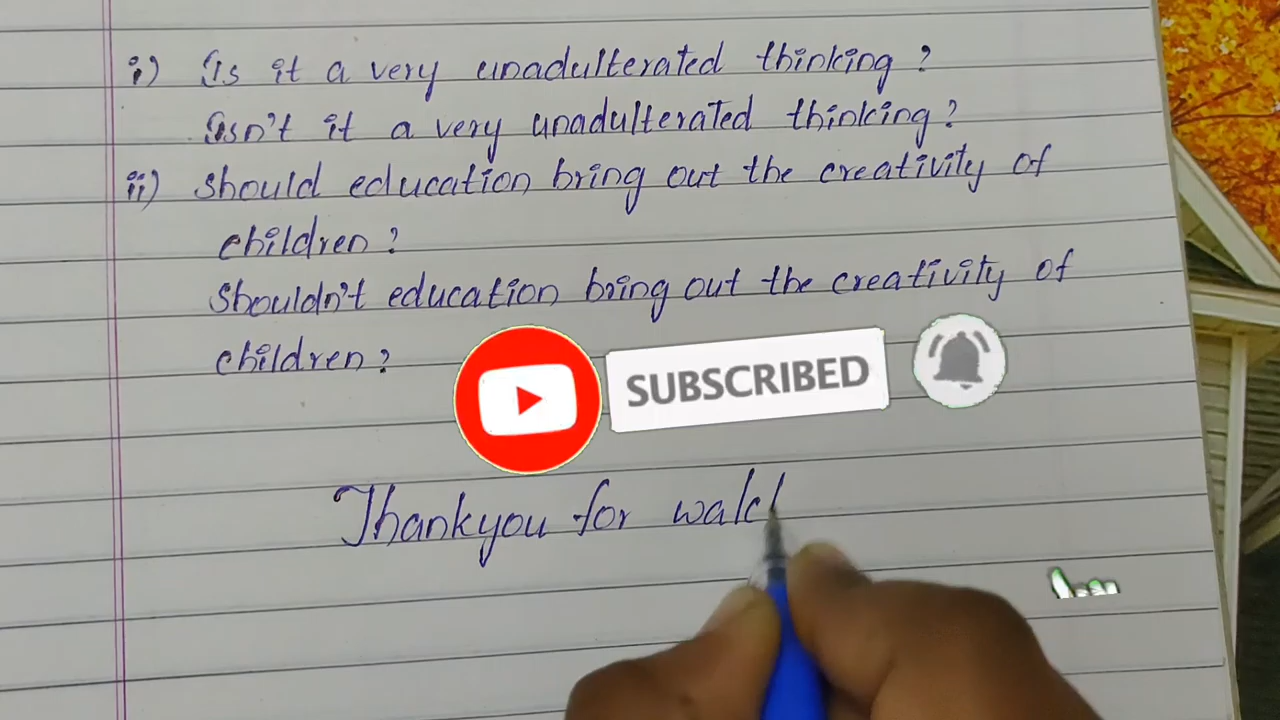 i) Is it a very unadulterated thinking ?
Isn't it a very unadulterated thinking ?
ii) Should education bring out the creativity of
children ?
Shouldn't education bring out the creativity of
children ?
SUBSCRIBED
Thankyou for